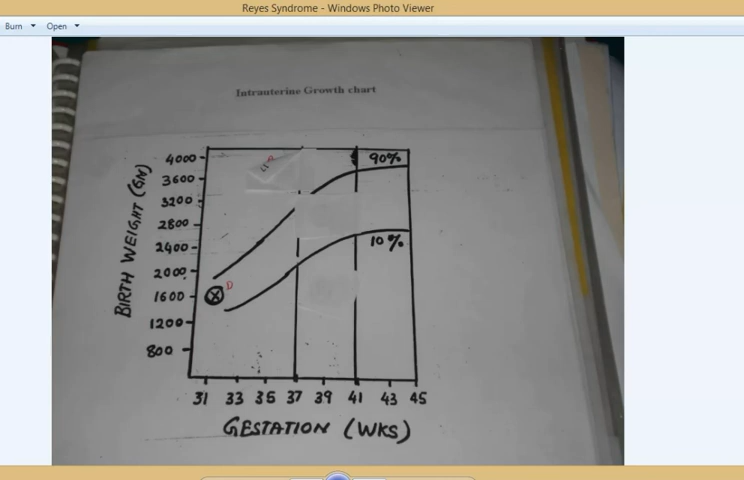 Reyes Syndrome - Windows Photo Viewer
Burn Open
Intrauterine Growth chart
4000
3600
3200
2800
2400
2000
1600
1200
800
BIRTH WEIGHT (GM)
90%
10%
D
31 33 35 37 39 41 43 45
GESTATION (WKS)